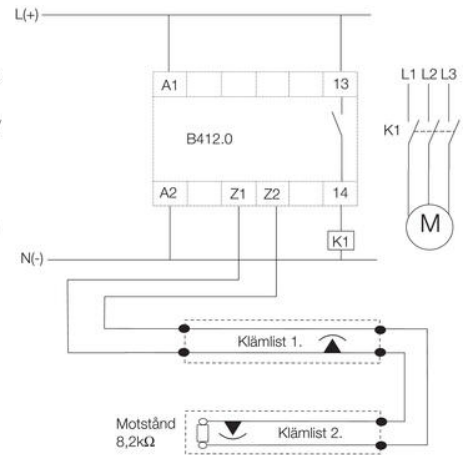 L(+)
A1
13
L1 L2 L3
B412.0
K1
A2
Z1
Z2
14
M
K1
N(-)
Klämlist 1.
Motstånd
8,2kΩ
Klämlist 2.